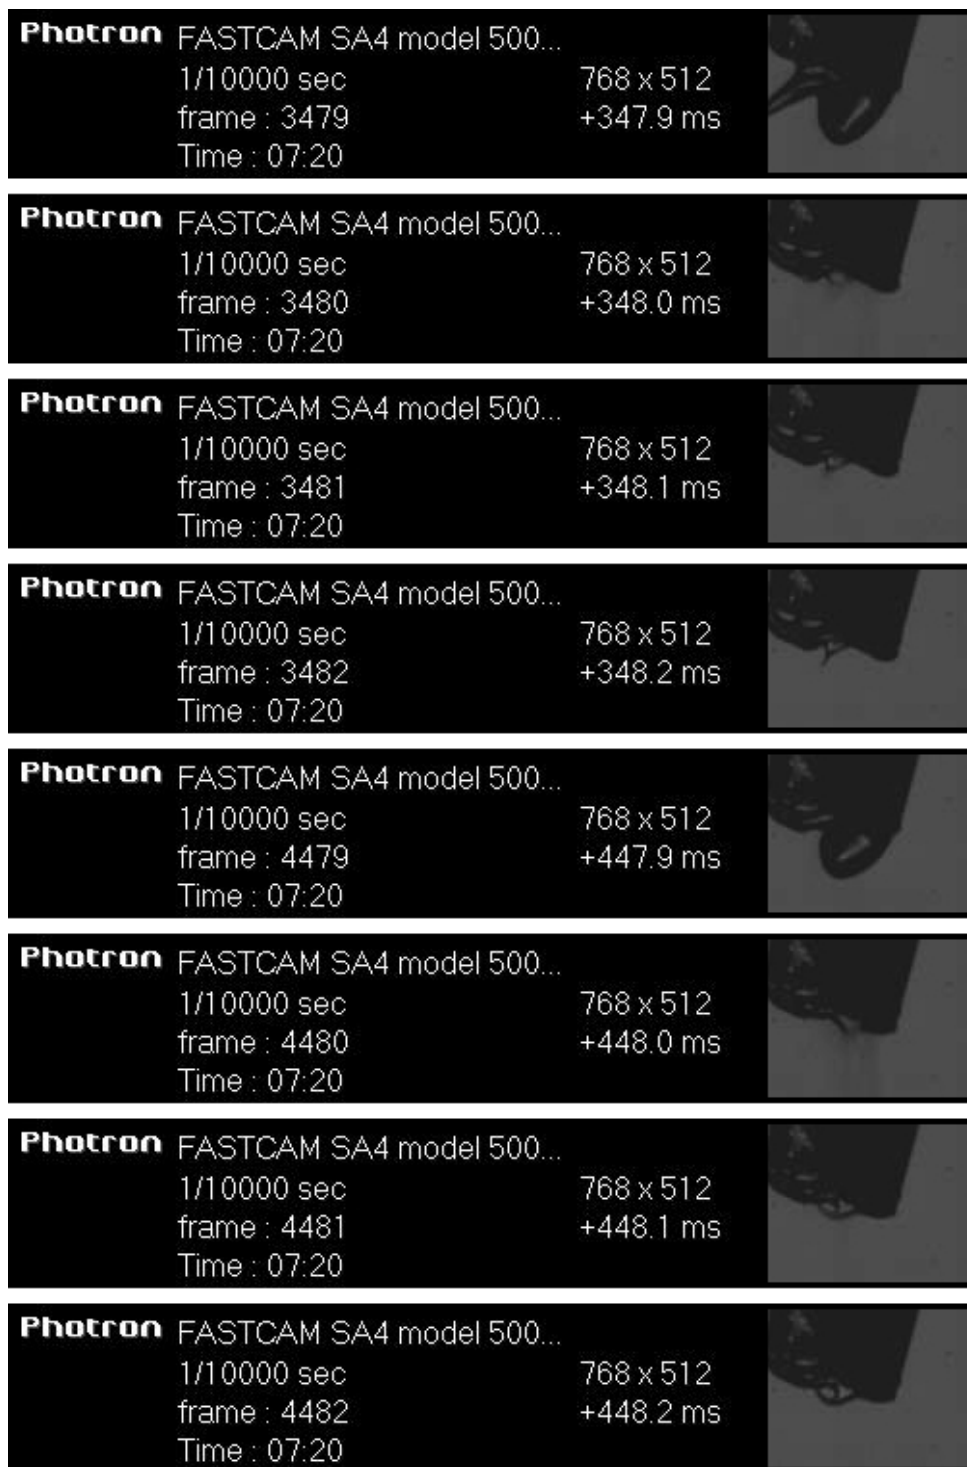 Photron FASTCAM SA4 model 500...
1/10000 sec 768 x 512
frame : 3479 +347.9 ms
Time : 07:20
Photron FASTCAM SA4 model 500...
1/10000 sec 768 x 512
frame : 3480 +348.0 ms
Time : 07:20
Photron FASTCAM SA4 model 500...
1/10000 sec 768 x 512
frame : 3481 +348.1 ms
Time : 07:20
Photron FASTCAM SA4 model 500...
1/10000 sec 768 x 512
frame : 3482 +348.2 ms
Time : 07:20
Photron FASTCAM SA4 model 500...
1/10000 sec 768 x 512
frame : 4479 +447.9 ms
Time : 07:20
Photron FASTCAM SA4 model 500...
1/10000 sec 768 x 512
frame : 4480 +448.0 ms
Time : 07:20
Photron FASTCAM SA4 model 500...
1/10000 sec 768 x 512
frame : 4481 +448.1 ms
Time : 07:20
Photron FASTCAM SA4 model 500...
1/10000 sec 768 x 512
frame : 4482 +448.2 ms
Time : 07:20